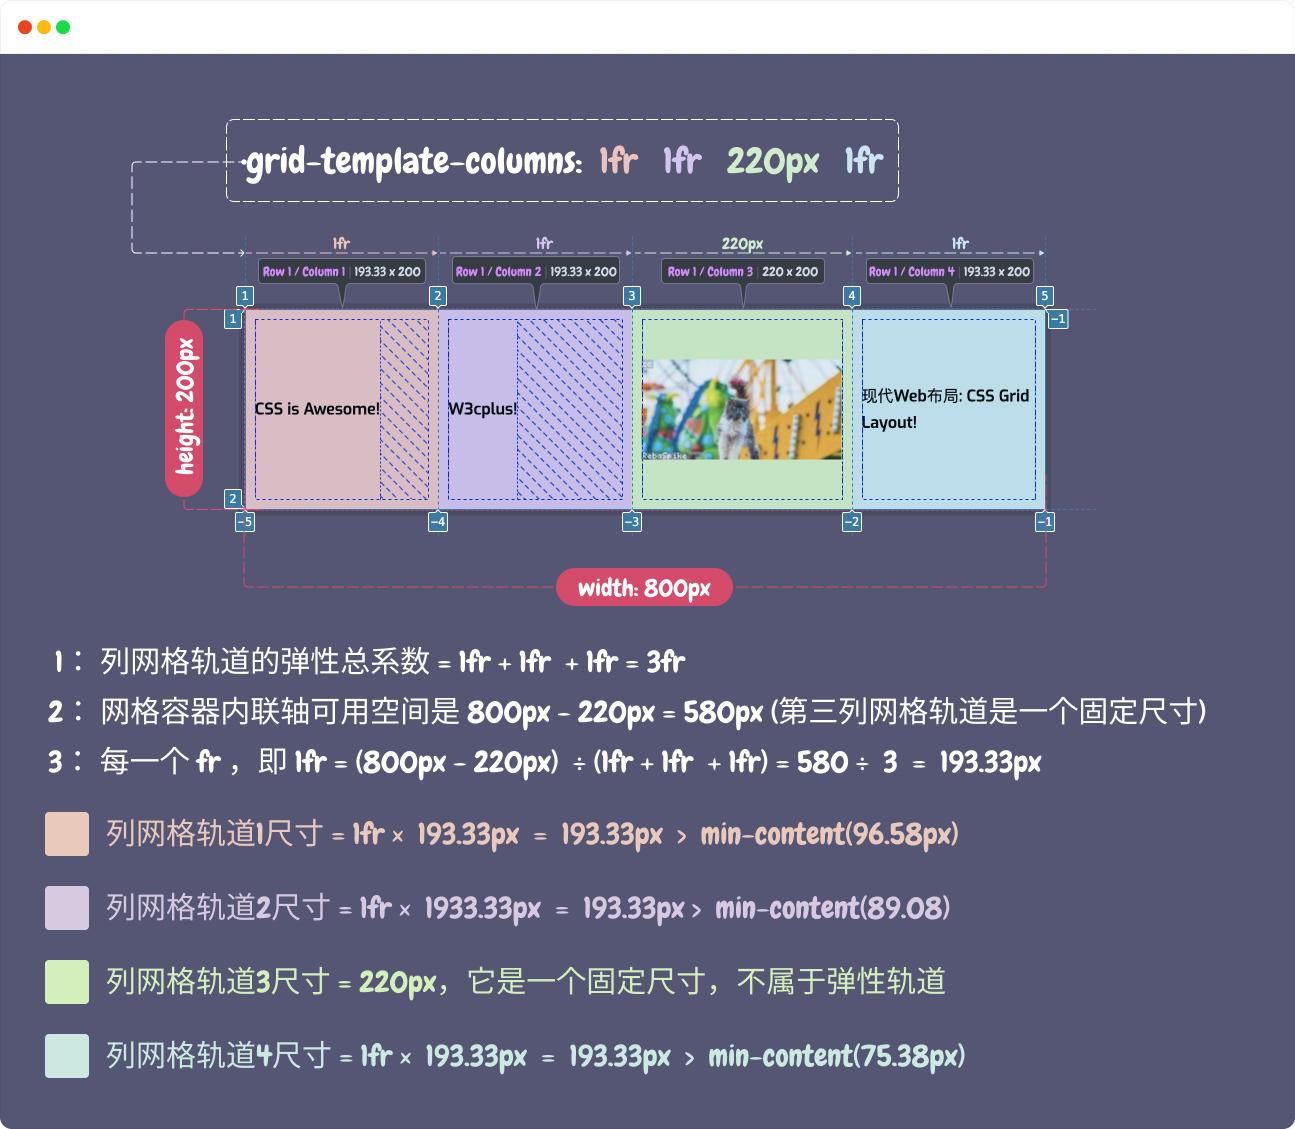 grid-template-columns: 1fr 1fr 220px 1fr
1fr 1fr 220px 1fr
Row 1 / Column 1 | 193.33 x 200 Row 1 / Column 2 | 193.33 x 200 Row 1 / Column 3 | 220 x 200 Row 1 / Column 4 | 193.33 x 200
1 2 3 4 5
1 -1
height: 200px
CSS is Awesome! W3cplus!
现代Web布局: CSS Grid
Layout!
RebaSpike
2
-5 -4 -3 -2 -1
width: 800px
1： 列网格轨道的弹性总系数 = 1fr + 1fr + 1fr = 3fr
2： 网格容器内联轴可用空间是 800px - 220px = 580px (第三列网格轨道是一个固定尺寸)
3： 每一个 fr ，即 1fr = (800px - 220px) ÷ (1fr + 1fr + 1fr) = 580 ÷ 3 = 193.33px
列网格轨道1尺寸 = 1fr × 193.33px = 193.33px > min-content(96.58px)
列网格轨道2尺寸 = 1fr × 1933.33px = 193.33px > min-content(89.08)
列网格轨道3尺寸 = 220px，它是一个固定尺寸，不属于弹性轨道
列网格轨道4尺寸 = 1fr × 193.33px = 193.33px > min-content(75.38px)